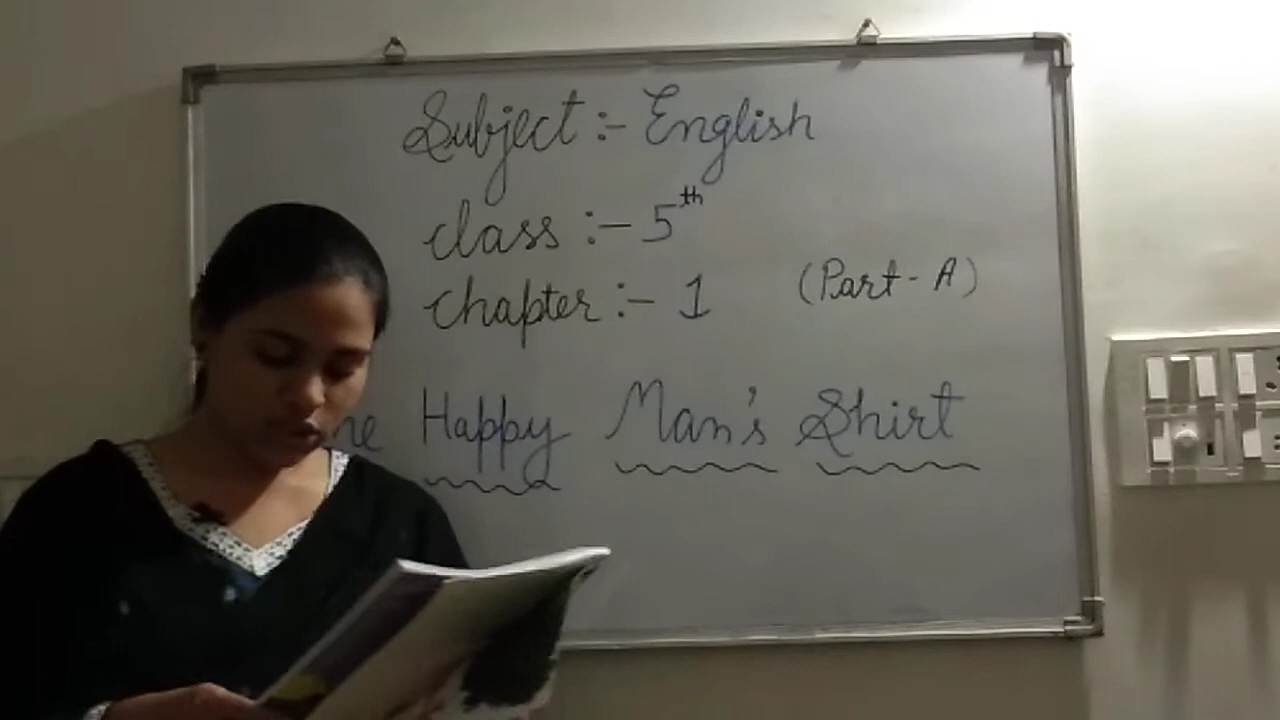 Subject :- English
class :- 5th
chapter :- 1 (Part - A)
Happy Man's Shirt